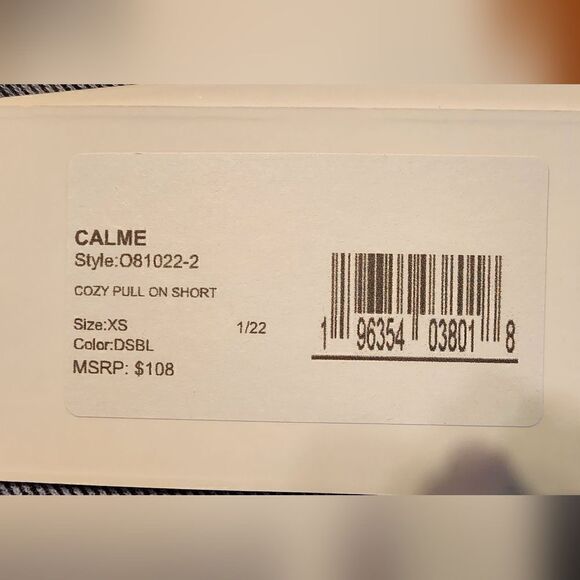 CALME
Style:O81022-2
COZY PULL ON SHORT
Size:XS 1/22
Color:DSBL
MSRP: $108
1 96354 03801 8